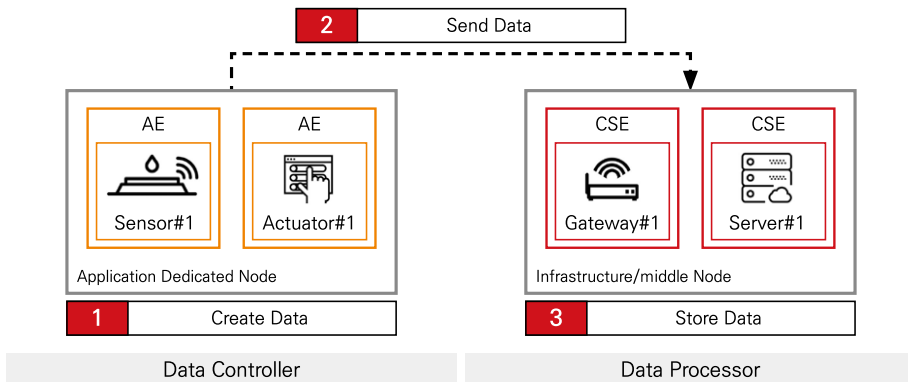 2 Send Data
AE
AE
CSE
CSE
Sensor#1
Actuator#1
Gateway#1
Server#1
Application Dedicated Node
Infrastructure/middle Node
1 Create Data
3 Store Data
Data Controller
Data Processor